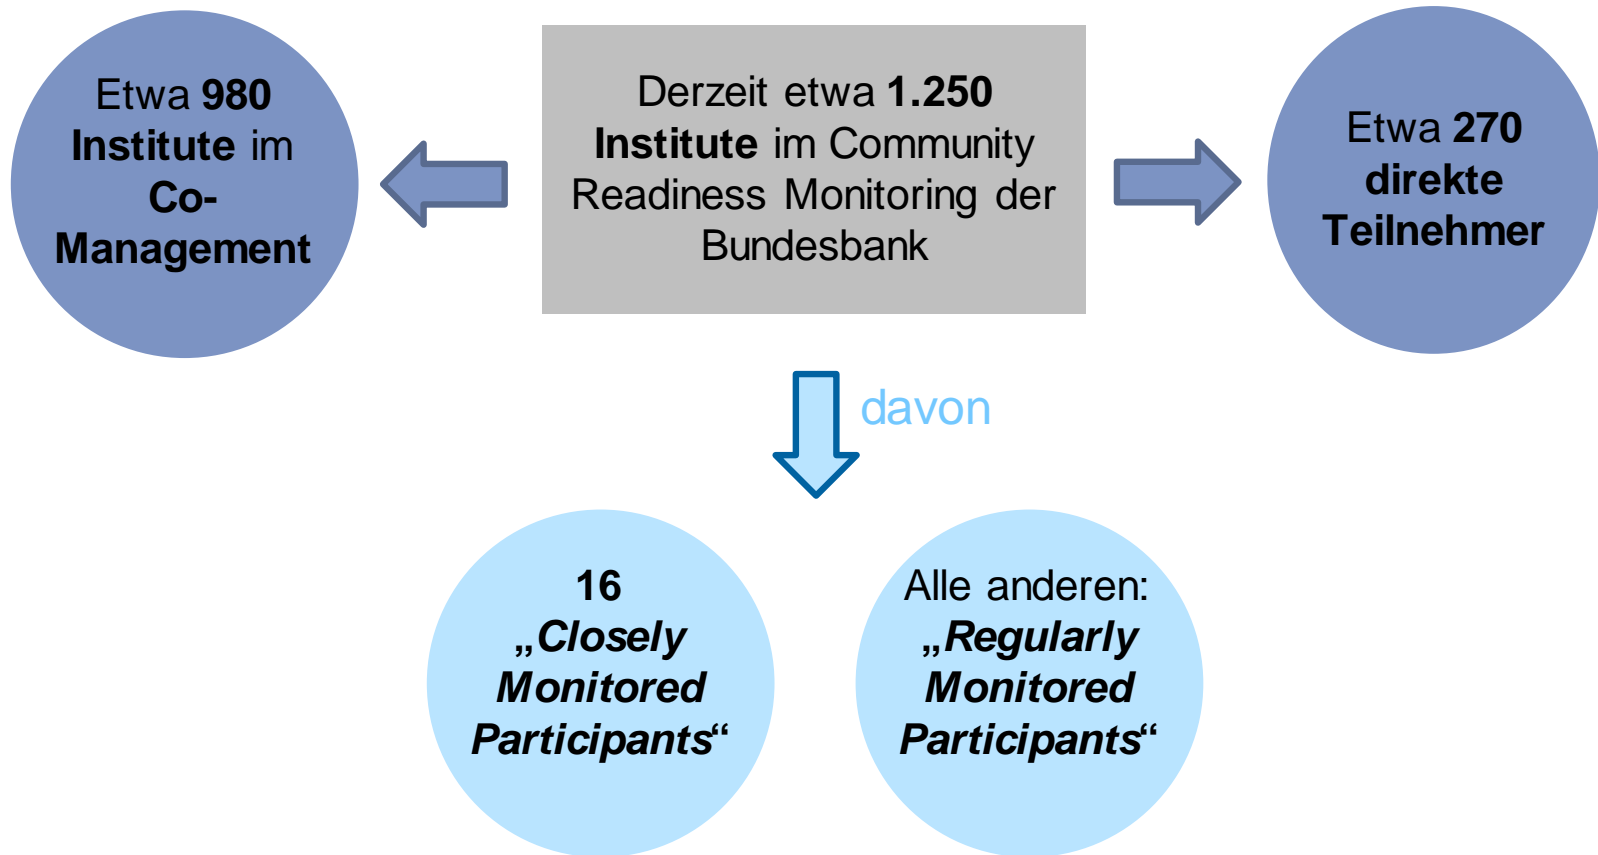 Etwa 980
Institute im
Co-
Management
Derzeit etwa 1.250
Institute im Community
Readiness Monitoring der
Bundesbank
Etwa 270
direkte
Teilnehmer
davon
16
„Closely
Monitored
Participants“
Alle anderen:
„Regularly
Monitored
Participants“